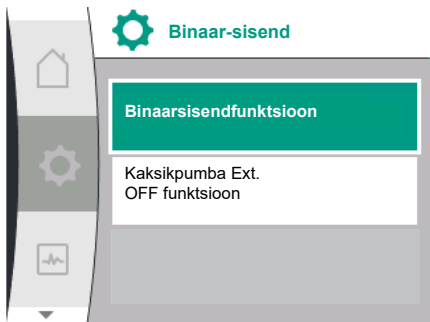 Binaar-sisend
Binaarsisendfunktsioon
Kaksikpumba Ext.
OFF funktsioon